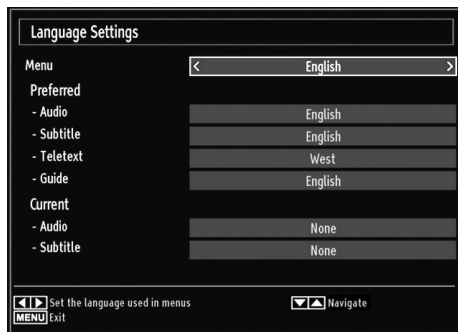 Language Settings
Menu < English >
Preferred
- Audio English
- Subtitle English
- Teletext West
- Guide English
Current
- Audio None
- Subtitle None
Set the language used in menus Navigate
MENU Exit